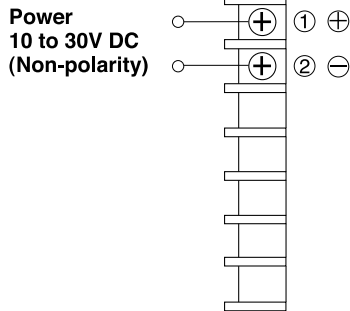 Power
10 to 30V DC
(Non-polarity)
① ⊕
② ⊖